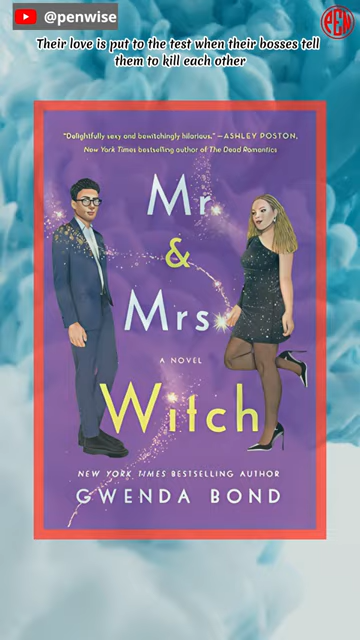 @penwise
PEN
Their love is put to the test when their bosses tell
them to kill each other
"Delightfully sexy and bewitchingly hilarious." —ASHLEY POSTON,
New York Times bestselling author of The Dead Romantics
Mr
&
Mrs
A NOVEL
Witch
NEW YORK TIMES BESTSELLING AUTHOR
GWENDA BOND